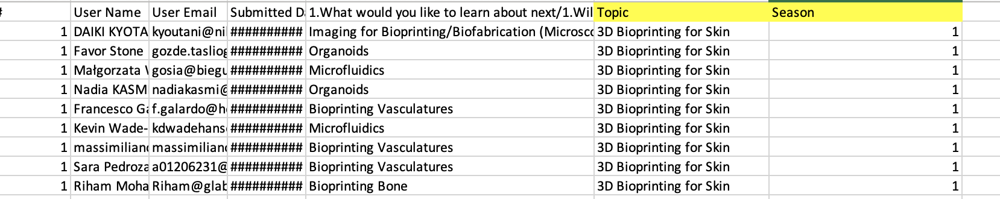 # User Name User Email Submitted D 1.What would you like to learn about next/1.Wil Topic Season
1 DAIKI KYOTA kyoutani@ni ########## Imaging for Bioprinting/Biofabrication (Microsc 3D Bioprinting for Skin 1
1 Favor Stone gozde.tasliog ########## Organoids 3D Bioprinting for Skin 1
1 Małgorzata gosia@biegu ########## Microfluidics 3D Bioprinting for Skin 1
1 Nadia KASM nadiakasmi@ ########## Organoids 3D Bioprinting for Skin 1
1 Francesco Ga f.galardo@h ########## Bioprinting Vasculatures 3D Bioprinting for Skin 1
1 Kevin Wade- kdwadehans ########## Microfluidics 3D Bioprinting for Skin 1
1 massimilian massimilian ########## Bioprinting Vasculatures 3D Bioprinting for Skin 1
1 Sara Pedroza a01206231@ ########## Bioprinting Vasculatures 3D Bioprinting for Skin 1
1 Riham Moha Riham@glab ########## Bioprinting Bone 3D Bioprinting for Skin 1